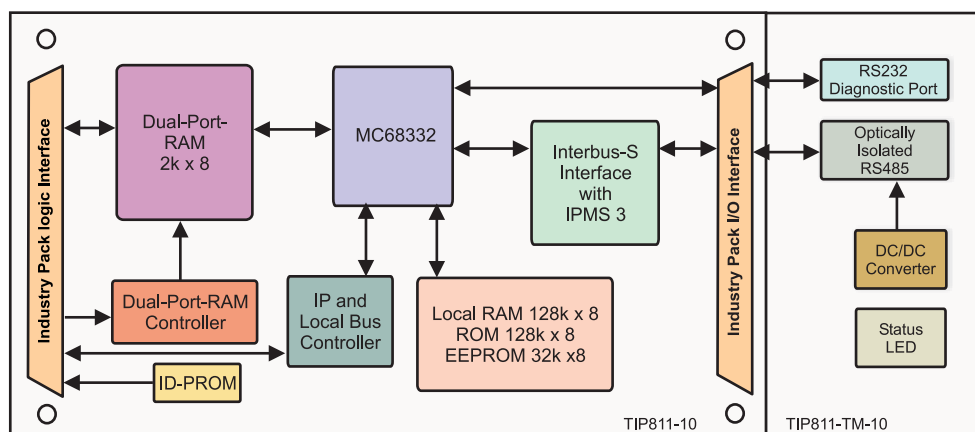 Industry Pack logic Interface
Dual-Port-
RAM
2k x 8
MC68332
Interbus-S
Interface
with
IPMS 3
Industry Pack I/O Interface
RS232
Diagnostic Port
Optically
Isolated
RS485
DC/DC
Converter
Status
LED
Dual-Port-RAM
Controller
IP and
Local Bus
Controller
Local RAM 128k x 8
ROM 128k x 8
EEPROM 32k x8
ID-PROM
TIP811-10
TIP811-TM-10